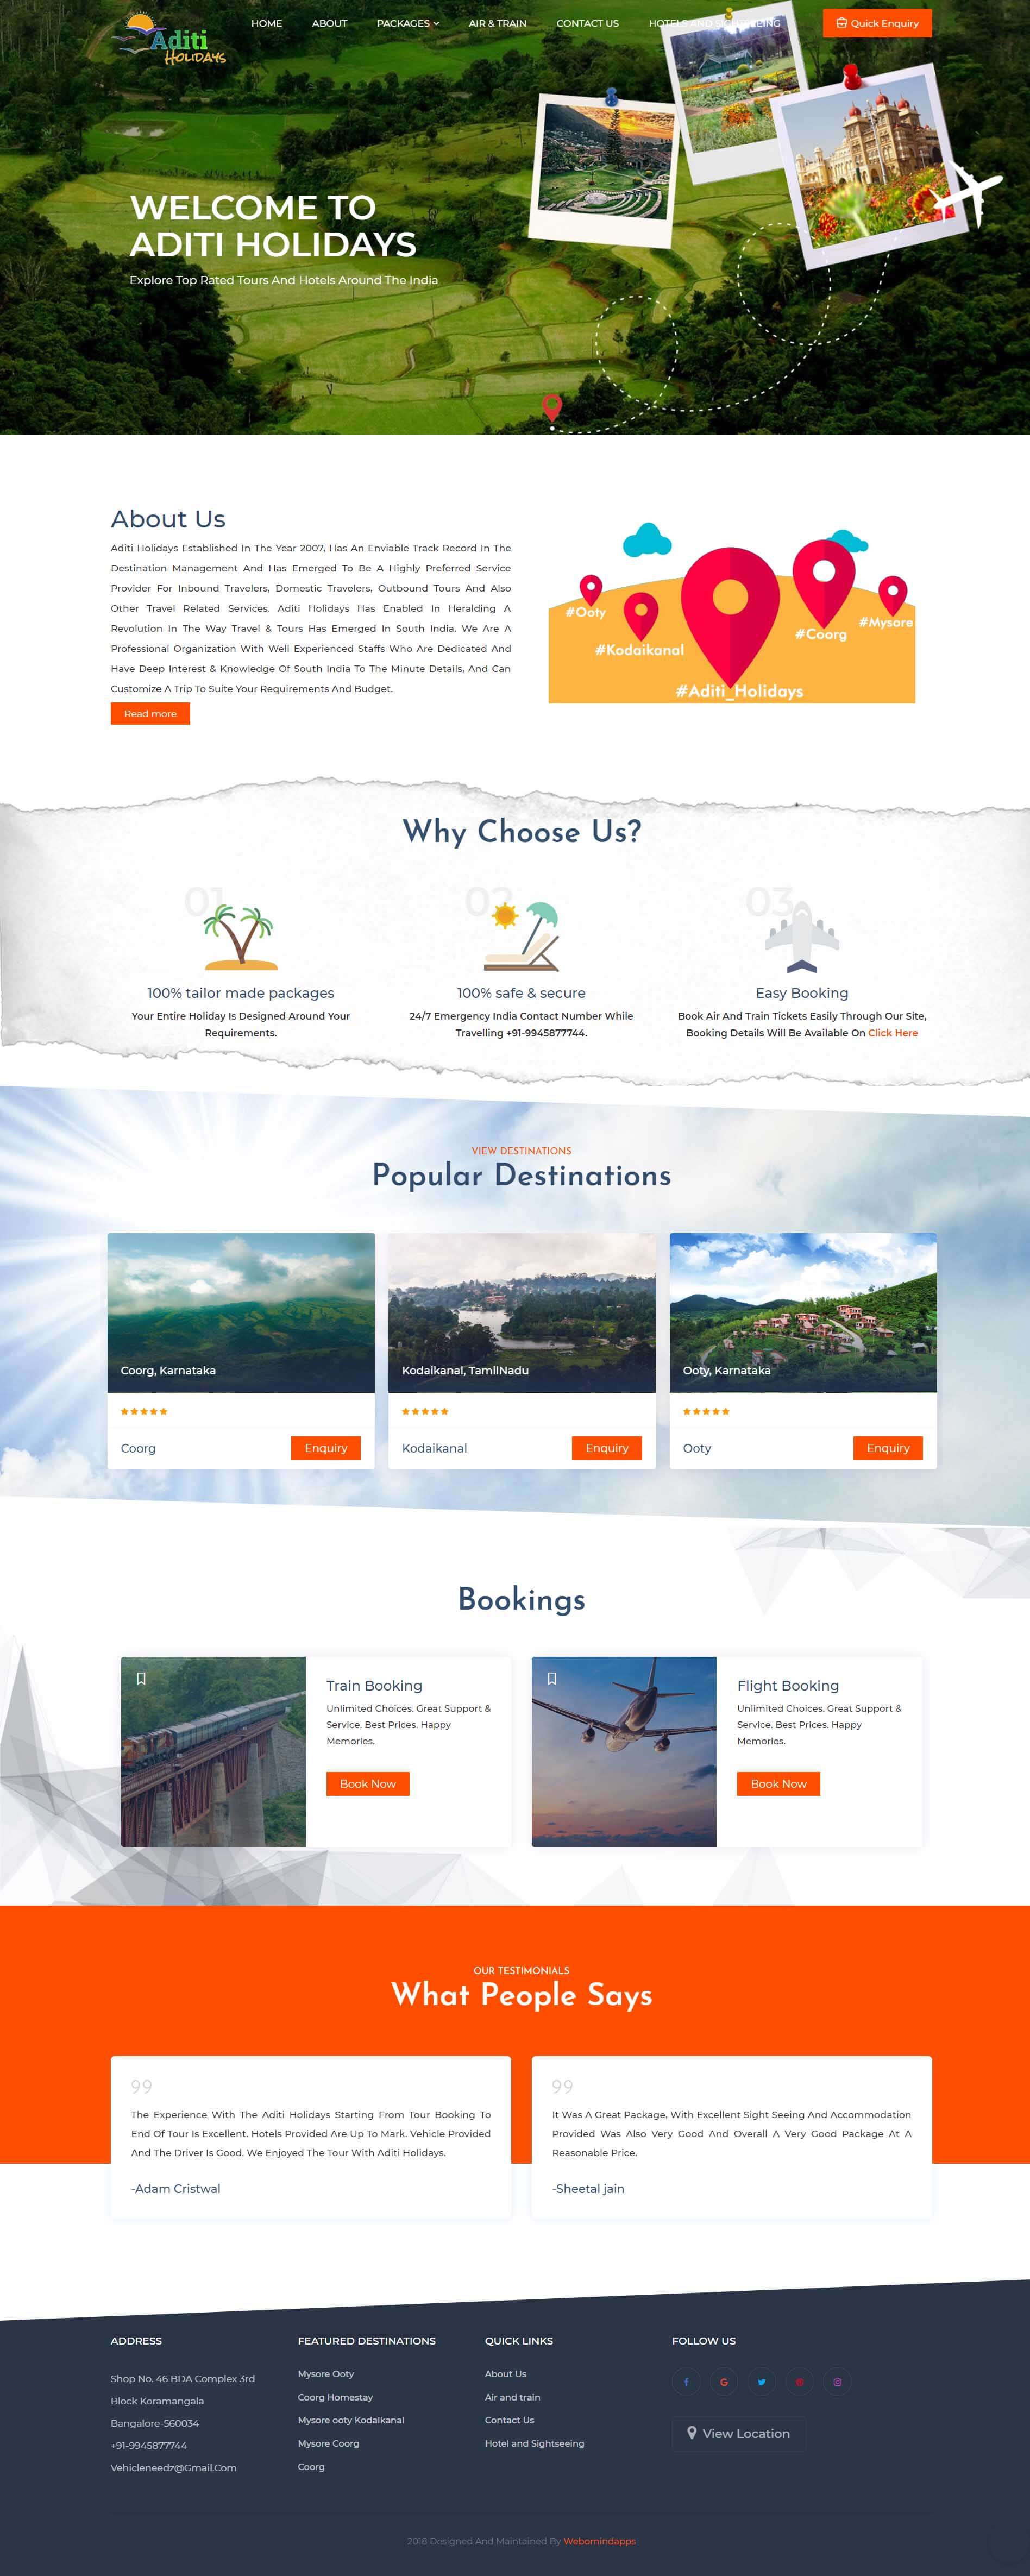 Aditi
HOLIDAYS
HOME ABOUT PACKAGES AIR & TRAIN CONTACT US HOTELS AND SIGHTSEEING
Quick Enquiry
WELCOME TO
ADITI HOLIDAYS
Explore Top Rated Tours And Hotels Around The India
About Us
Aditi Holidays Established In The Year 2007, Has An Enviable Track Record In The
Destination Management And Has Emerged To Be A Highly Preferred Service
Provider For Inbound Travelers, Domestic Travelers, Outbound Tours And Also
Other Travel Related Services. Aditi Holidays Has Enabled In Heralding A
Revolution In The Way Travel & Tours Has Emerged In South India. We Are A
Professional Organization With Well Experienced Staffs Who Are Dedicated And
Have Deep Interest & Knowledge Of South India To The Minute Details, And Can
Customize A Trip To Suite Your Requirements And Budget.
Read more
#Ooty
#Kodaikanal
#Coorg
#Mysore
#Aditi_Holidays
Why Choose Us?
01 02 03
100% tailor made packages
Your Entire Holiday Is Designed Around Your
Requirements.
100% safe & secure
24/7 Emergency India Contact Number While
Travelling +91-9945877744.
Easy Booking
Book Air And Train Tickets Easily Through Our Site,
Booking Details Will Be Available On Click Here
VIEW DESTINATIONS
Popular Destinations
Coorg, Karnataka
Coorg
Enquiry
Kodaikanal, TamilNadu
Kodaikanal
Enquiry
Ooty, Karnataka
Ooty
Enquiry
Bookings
Train Booking
Unlimited Choices. Great Support &
Service. Best Prices. Happy
Memories.
Book Now
Flight Booking
Unlimited Choices. Great Support &
Service. Best Prices. Happy
Memories.
Book Now
OUR TESTIMONIALS
What People Says
The Experience With The Aditi Holidays Starting From Tour Booking To
End Of Tour Is Excellent. Hotels Provided Are Up To Mark. Vehicle Provided
And The Driver Is Good. We Enjoyed The Tour With Aditi Holidays.
-Adam Cristwal
It Was A Great Package, With Excellent Sight Seeing And Accommodation
Provided Was Also Very Good And Overall A Very Good Package At A
Reasonable Price.
-Sheetal jain
ADDRESS
Shop No. 46 BDA Complex 3rd
Block Koramangala
Bangalore-560034
+91-9945877744
Vehicleneedz@Gmail.Com
FEATURED DESTINATIONS
Mysore Ooty
Coorg Homestay
Mysore ooty Kodaikanal
Mysore Coorg
Coorg
QUICK LINKS
About Us
Air and train
Contact Us
Hotel and Sightseeing
FOLLOW US
View Location
2018 Designed And Maintained By Webomindapps